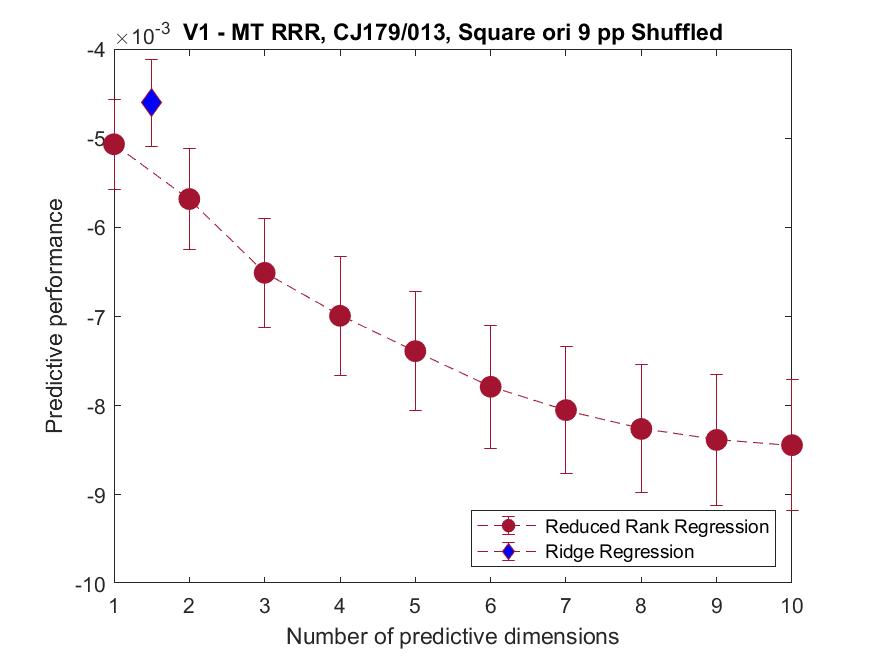 ×10⁻³ V1 - MT RRR, CJ179/013, Square ori 9 pp Shuffled
-4
-5
-6
-7
-8
-9
-10
Predictive performance
Reduced Rank Regression
Ridge Regression
1 2 3 4 5 6 7 8 9 10
Number of predictive dimensions